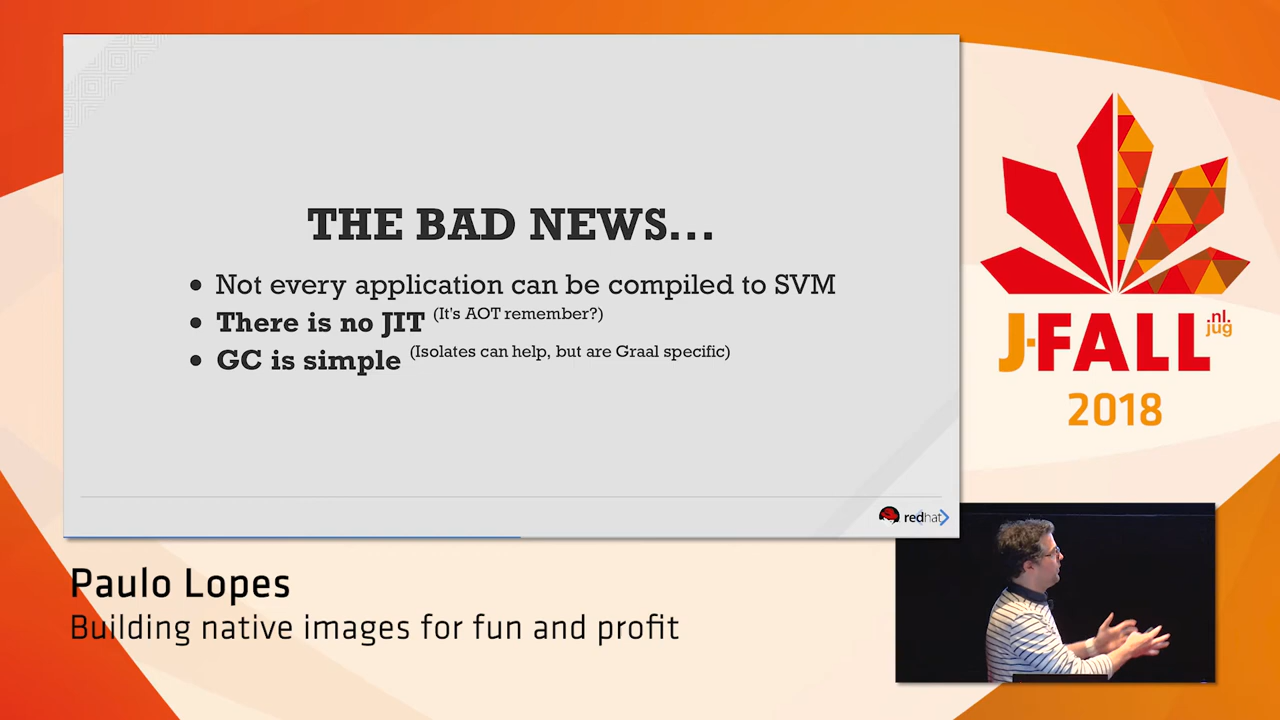 THE BAD NEWS...
• Not every application can be compiled to SVM
• There is no JIT (It's AOT remember?)
• GC is simple (Isolates can help, but are Graal specific)
redhat
J·FALL nl.jug
2018
Paulo Lopes
Building native images for fun and profit